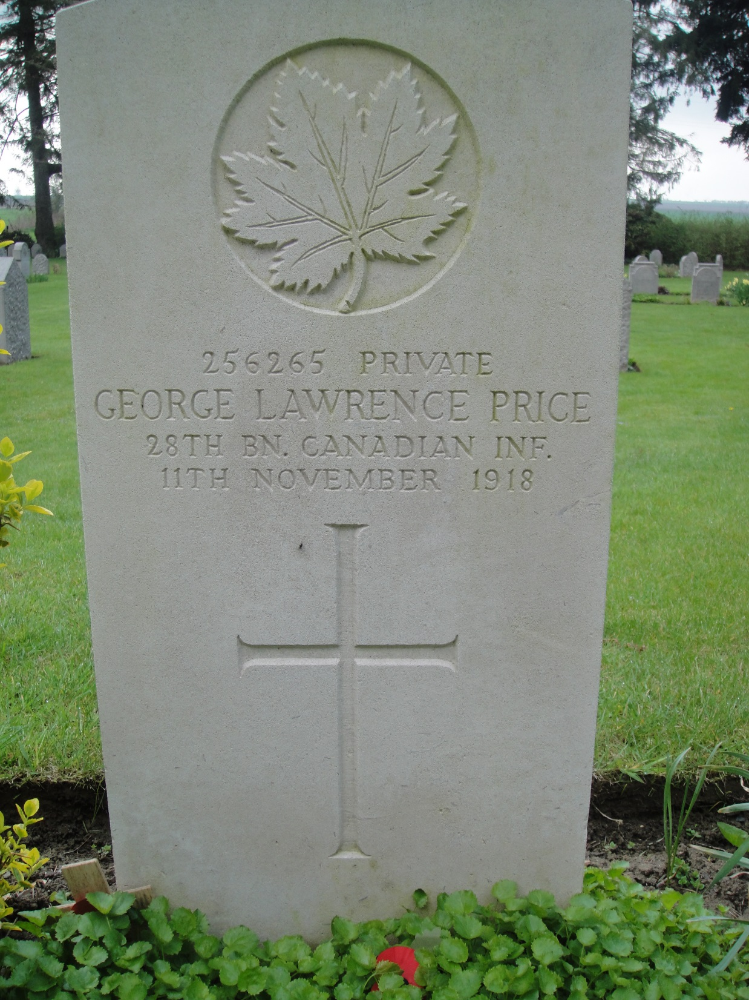 256265 PRIVATE
GEORGE LAWRENCE PRICE
28TH BN. CANADIAN INF.
11TH NOVEMBER 1918